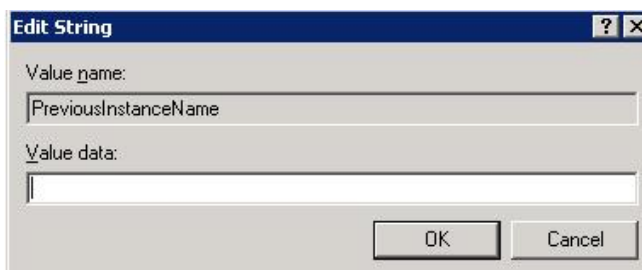 Edit String
Value name:
PreviousInstanceName
Value data:
OK Cancel